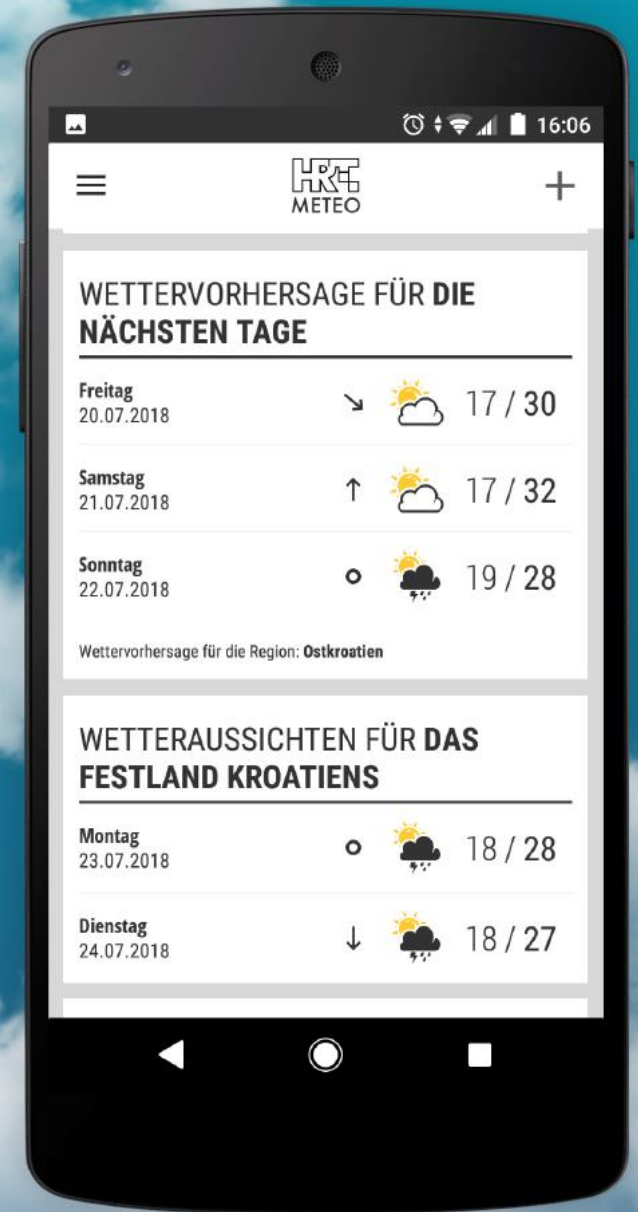 16:06
HRT
METEO
WETTERVORHERSAGE FÜR DIE
NÄCHSTEN TAGE
Freitag
20.07.2018
17 / 30
Samstag
21.07.2018
17 / 32
Sonntag
22.07.2018
19 / 28
Wettervorhersage für die Region: Ostkroatien
WETTERAUSSICHTEN FÜR DAS
FESTLAND KROATIENS
Montag
23.07.2018
18 / 28
Dienstag
24.07.2018
18 / 27